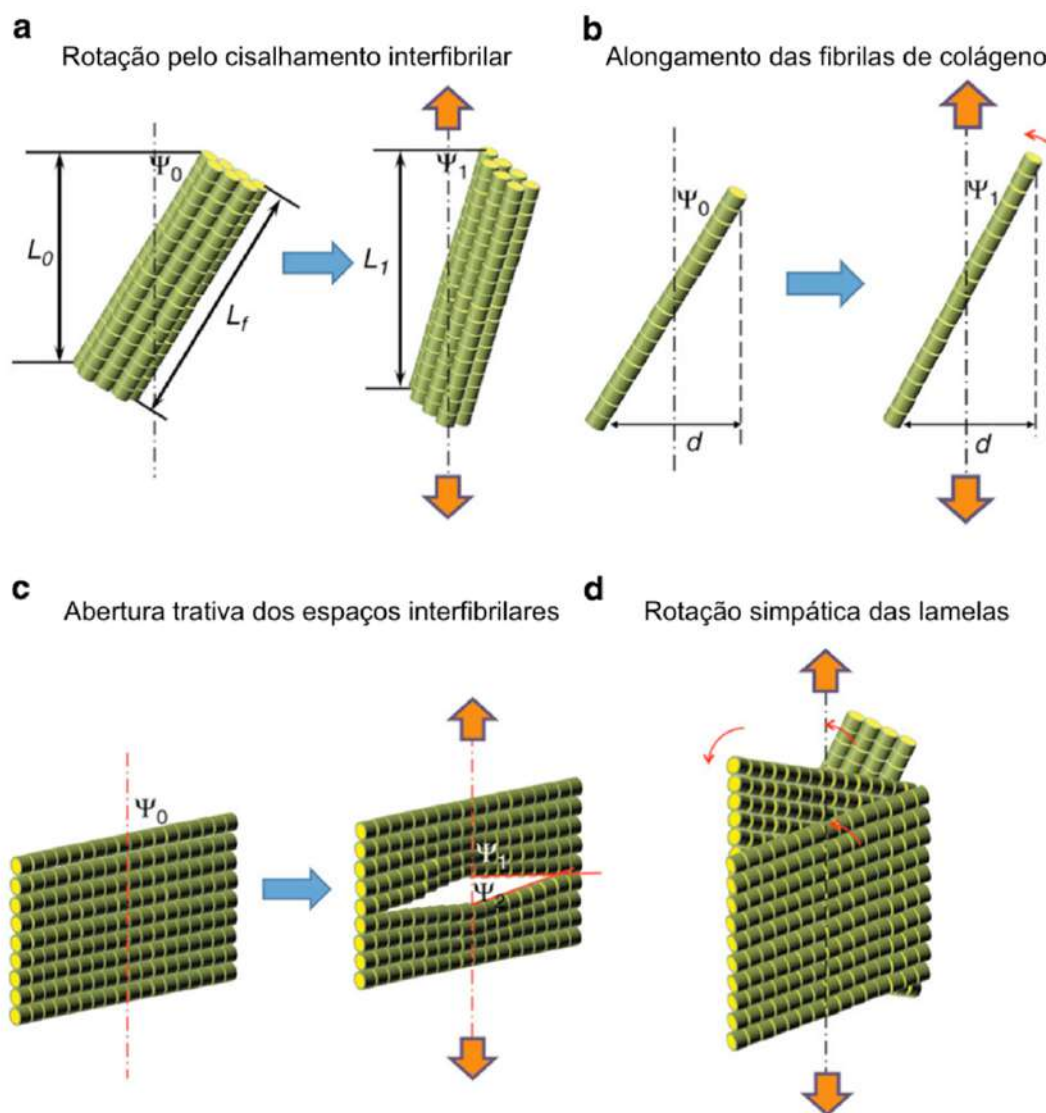 a
Rotação pelo cisalhamento interfibrilar
Ψ0
L0
Lf
Ψ1
L1
b
Alongamento das fibrilas de colágeno
Ψ0
d
Ψ1
d
c
Abertura trativa dos espaços interfibrilares
Ψ0
Ψ1
Ψ2
d
Rotação simpática das lamelas